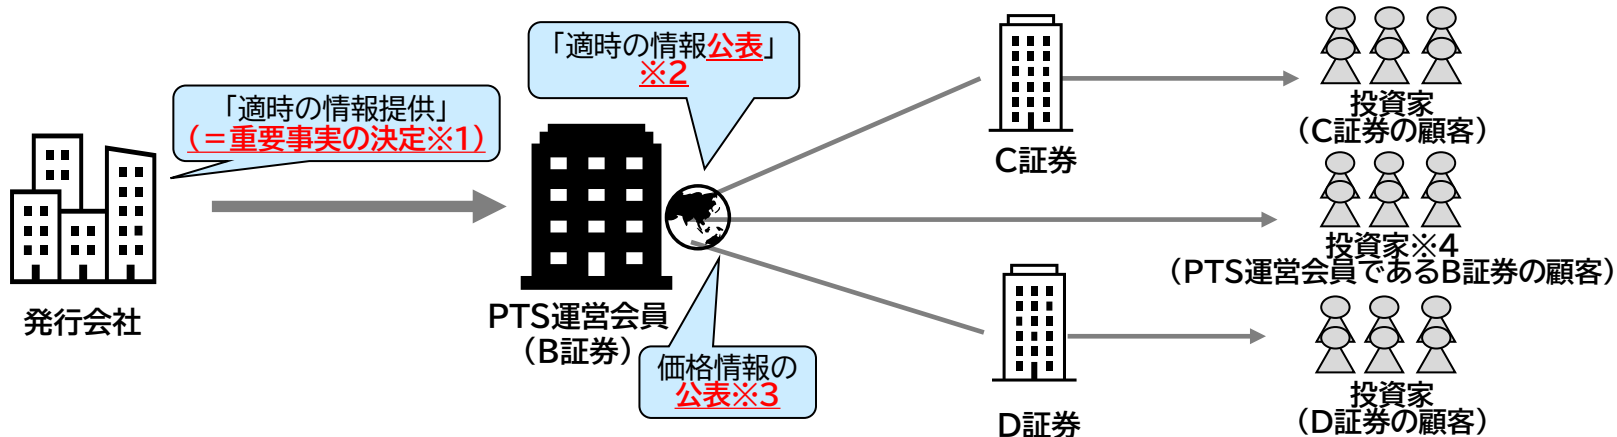 「適時の情報提供」
（＝重要事実の決定※1）
発行会社
「適時の情報公表」
※2
PTS運営会員
（B証券）
価格情報の
公表※3
C証券
D証券
投資家
（C証券の顧客）
投資家※4
（PTS運営会員であるB証券の顧客）
投資家
（D証券の顧客）